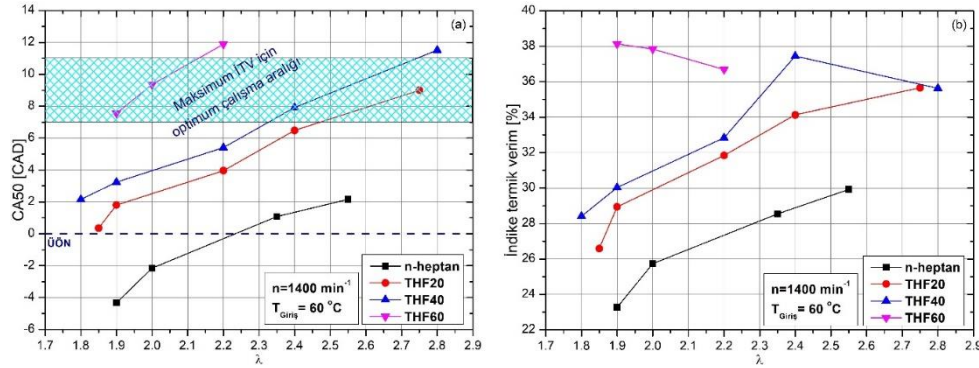 (a)
CA50 [CAD]
14
12
10
8
6
4
2
0
-2
-4
-6
Maksimum İTV için
optimum çalışma aralığı
ÜÖN
n=1400 min⁻¹
T_Giriş = 60 °C
n-heptan
THF20
THF40
THF60
1.7 1.8 1.9 2.0 2.1 2.2 2.3 2.4 2.5 2.6 2.7 2.8 2.9
λ
(b)
İndike termik verim [%]
40
38
36
34
32
30
28
26
24
22
n=1400 min⁻¹
T_Giriş = 60 °C
n-heptan
THF20
THF40
THF60
1.7 1.8 1.9 2.0 2.1 2.2 2.3 2.4 2.5 2.6 2.7 2.8 2.9
λ